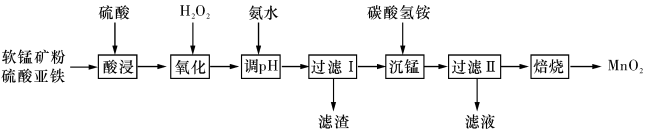 硫酸 H₂O₂ 氨水 碳酸氢铵
软锰矿粉
硫酸亚铁
酸浸 氧化 调pH 过滤Ⅰ 沉锰 过滤Ⅱ 焙烧 MnO₂
滤渣 滤液